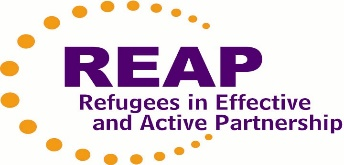 REAP
Refugees in Effective
and Active Partnership